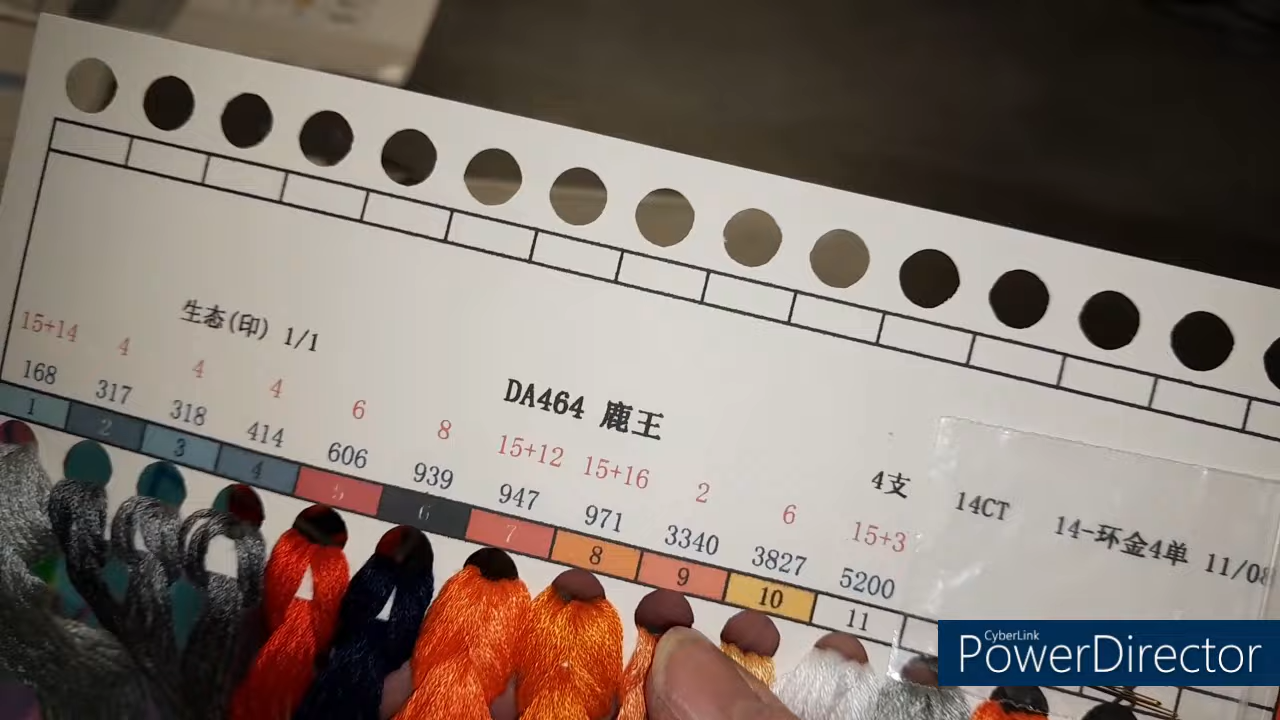 生态(印) 1/1
DA464 鹿王
4支 14CT 14-环金4单 11/08
15+14 4 4 4 6 8 15+12 15+16 2 6 15+3
168 317 318 414 606 939 947 971 3340 3827 5200
1 2 3 4 5 6 7 8 9 10 11
CyberLink
PowerDirector